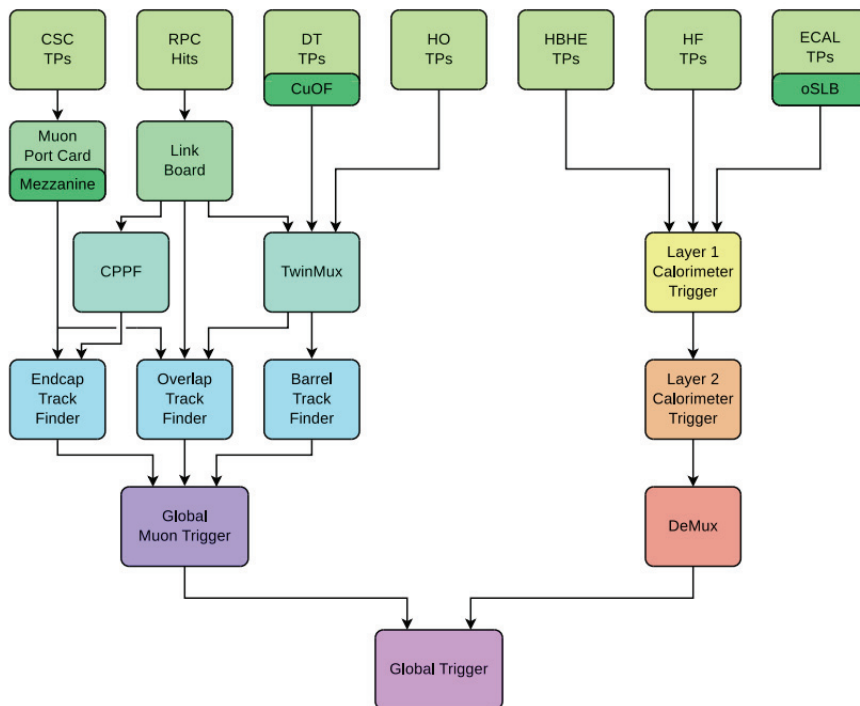 CSC
TPs
RPC
Hits
DT
TPs
CuOF
HO
TPs
HBHE
TPs
HF
TPs
ECAL
TPs
oSLB
Muon
Port Card
Mezzanine
Link
Board
CPPF
TwinMux
Layer 1
Calorimeter
Trigger
Endcap
Track
Finder
Overlap
Track
Finder
Barrel
Track
Finder
Layer 2
Calorimeter
Trigger
Global
Muon Trigger
DeMux
Global Trigger